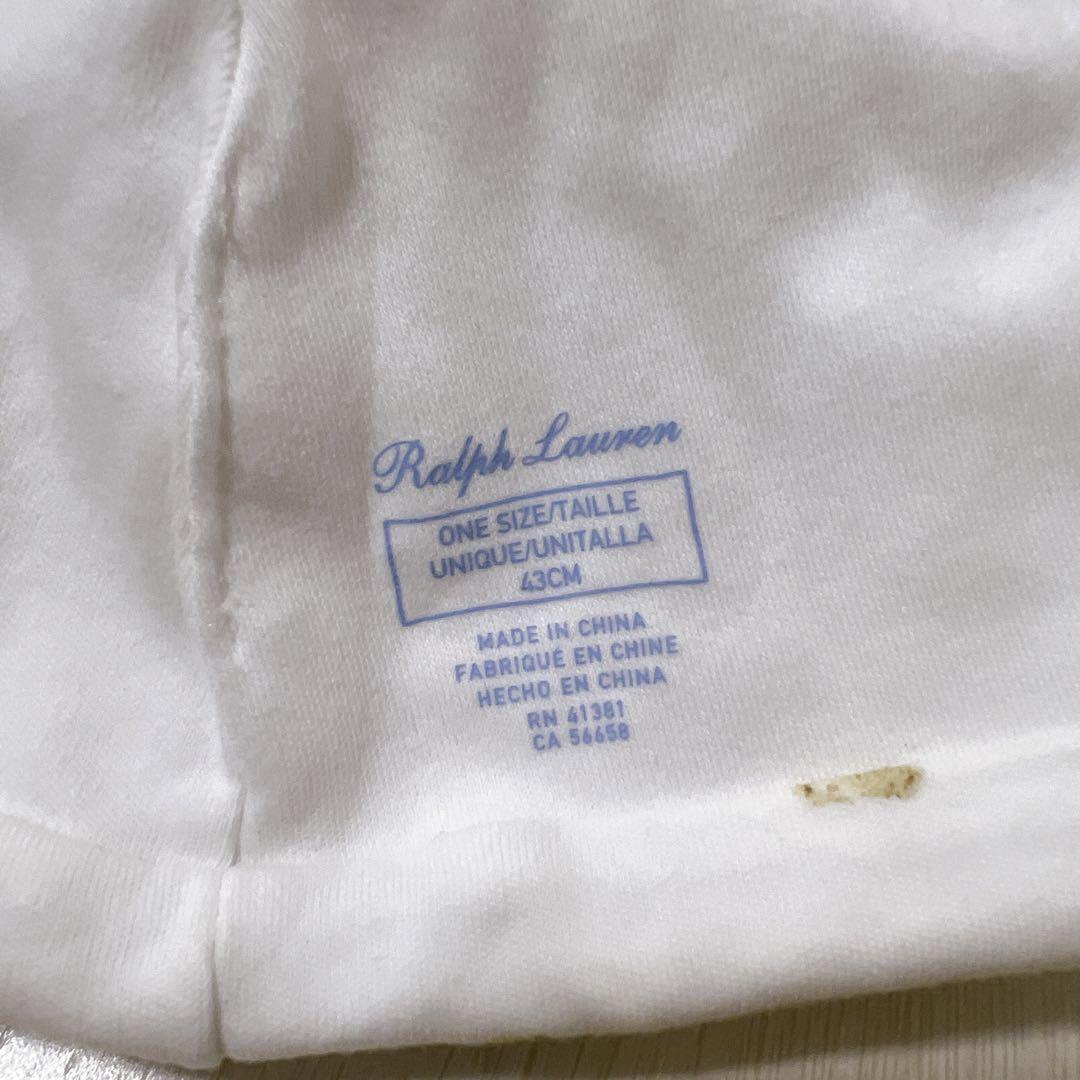 Ralph Lauren
ONE SIZE/TAILLE
UNIQUE/UNITALLA
43CM
MADE IN CHINA
FABRIQUÉ EN CHINE
HECHO EN CHINA
RN 41381
CA 56658